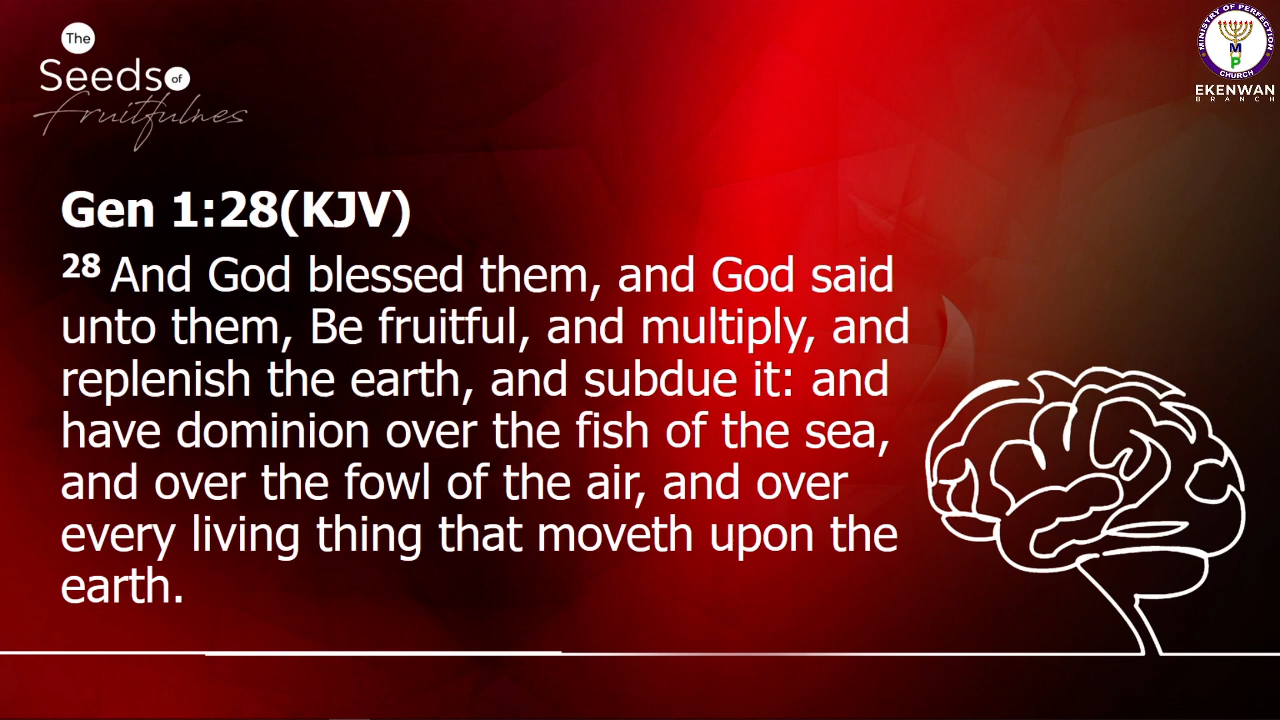 The
Seeds of
fruitfulnes
MINISTRY OF PERFECTION
M
P
CHURCH
EKENWAN
BRANCH
Gen 1:28(KJV)
28 And God blessed them, and God said
unto them, Be fruitful, and multiply, and
replenish the earth, and subdue it: and
have dominion over the fish of the sea,
and over the fowl of the air, and over
every living thing that moveth upon the
earth.